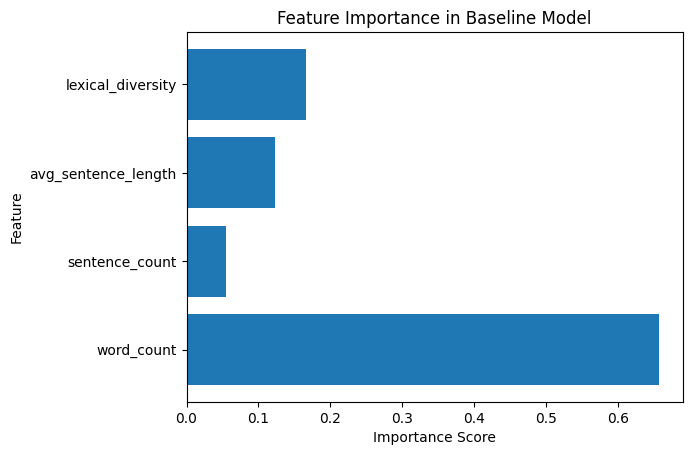 Feature Importance in Baseline Model
lexical_diversity
avg_sentence_length
sentence_count
word_count
Feature
0.0 0.1 0.2 0.3 0.4 0.5 0.6
Importance Score